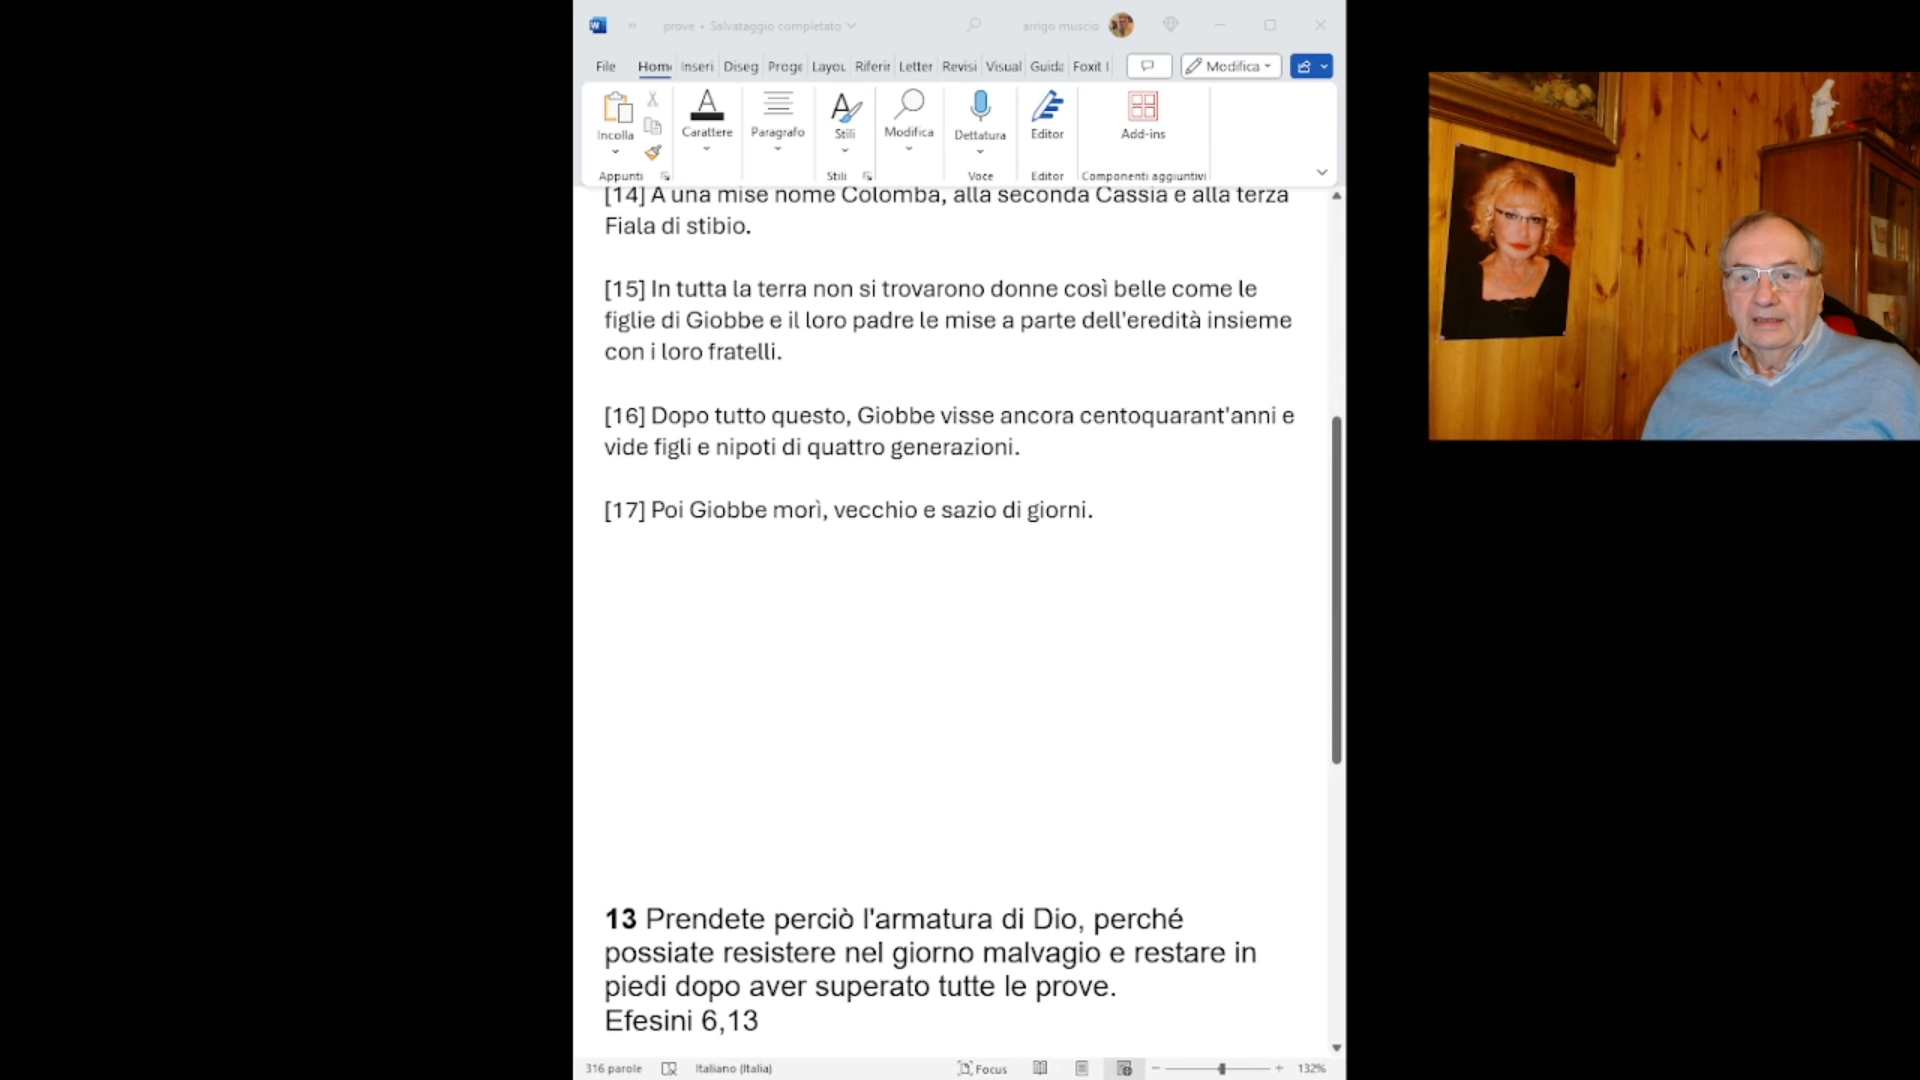 prove • Salvataggio completato
arrigo muscio
File Home Inseri Diseg Proge Layou Riferir Letter Revisi Visual Guida Foxit
Modifica
Incolla
Carattere
Paragrafo
Stili
Modifica
Dettatura
Editor
Add-ins
Appunti
Stili
Voce
Editor
Componenti aggiuntivi
[14] A una mise nome Colomba, alla seconda Cassia e alla terza
Fiala di stibio.
[15] In tutta la terra non si trovarono donne così belle come le
figlie di Giobbe e il loro padre le mise a parte dell'eredità insieme
con i loro fratelli.
[16] Dopo tutto questo, Giobbe visse ancora centoquarant'anni e
vide figli e nipoti di quattro generazioni.
[17] Poi Giobbe morì, vecchio e sazio di giorni.
13 Prendete perciò l'armatura di Dio, perché
possiate resistere nel giorno malvagio e restare in
piedi dopo aver superato tutte le prove.
Efesini 6,13
316 parole
Italiano (Italia)
Focus
132%